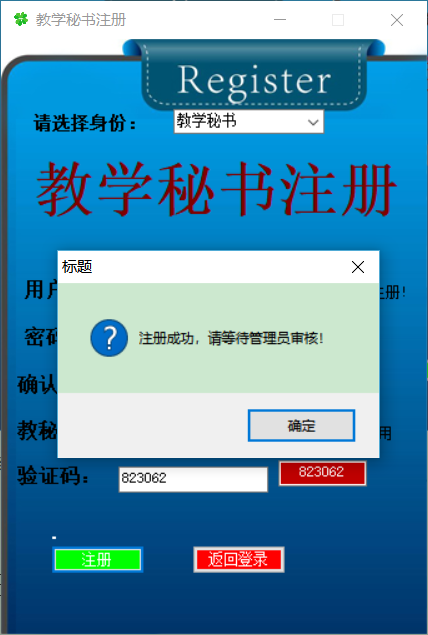 教学秘书注册
Register
请选择身份：
教学秘书
教学秘书注册
标题
用户
注册！
注册成功，请等待管理员审核！
密码
确认
确定
教秘
用
验证码：
823062
823062
注册
返回登录